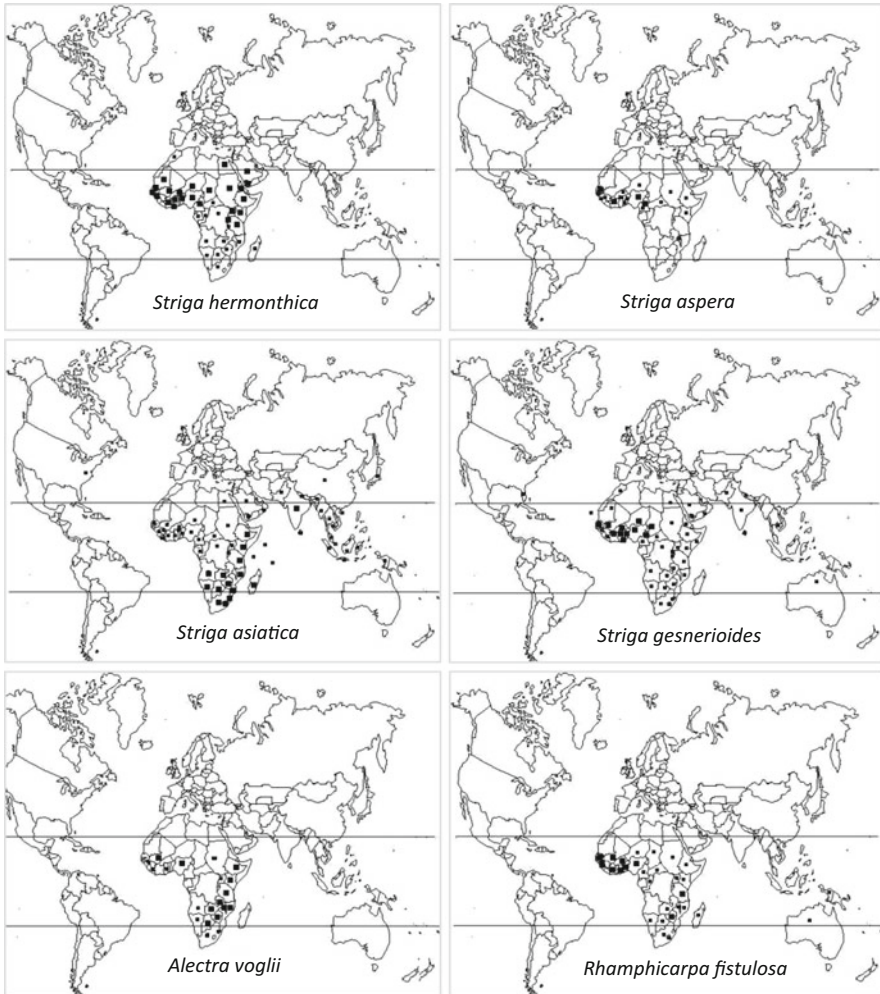 Striga hermonthica
Striga aspera
Striga asiatica
Striga gesnerioides
Alectra voglii
Rhamphicarpa fistulosa